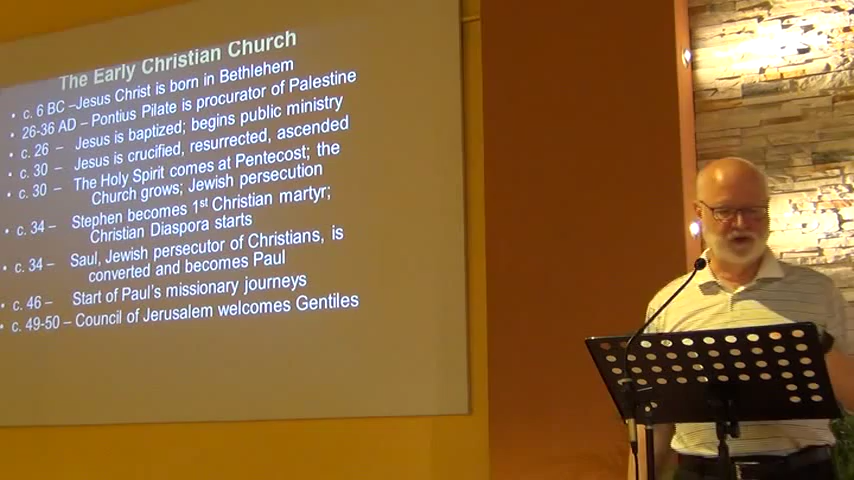 The Early Christian Church
• c. 6 BC –Jesus Christ is born in Bethlehem
• 26-36 AD – Pontius Pilate is procurator of Palestine
• c. 26 – Jesus is baptized; begins public ministry
• c. 30 – Jesus is crucified, resurrected, ascended
• c. 30 – The Holy Spirit comes at Pentecost; the
Church grows; Jewish persecution
• c. 34 – Stephen becomes 1st Christian martyr;
Christian Diaspora starts
• c. 34 – Saul, Jewish persecutor of Christians, is
converted and becomes Paul
• c. 46 – Start of Paul's missionary journeys
• c. 49-50 – Council of Jerusalem welcomes Gentiles